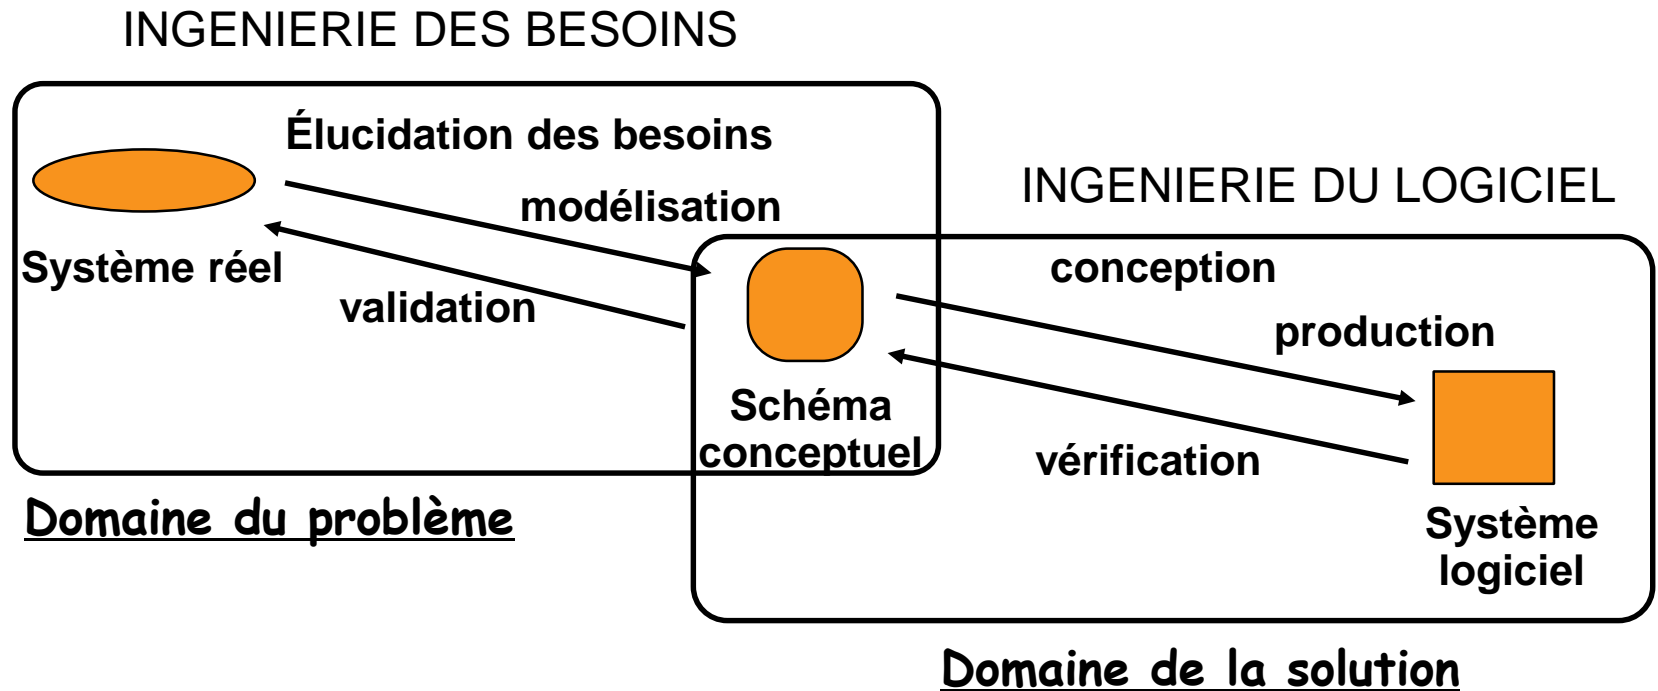 INGENIERIE DES BESOINS
Élucidation des besoins
modélisation
Système réel
validation
INGENIERIE DU LOGICIEL
conception
production
Schéma
conceptuel
vérification
Système
logiciel
Domaine du problème
Domaine de la solution